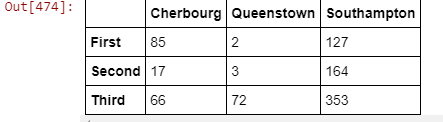 Out[474]:
Cherbourg Queenstown Southampton
First 85 2 127
Second 17 3 164
Third 66 72 353